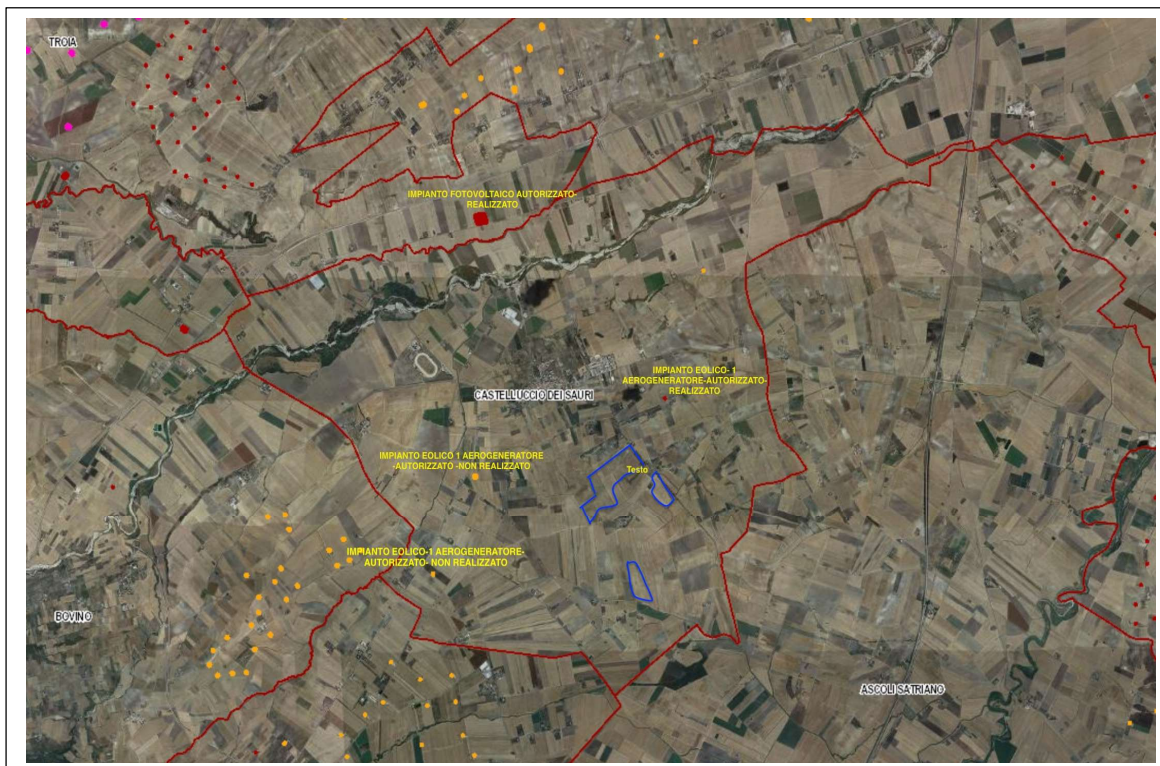 TROIA
IMPIANTO FOTOVOLTAICO AUTORIZZATO-
REALIZZATO
IMPIANTO EOLICO- 1
AEROGENERATORE-AUTORIZZATO-
REALIZZATO
CASTELLUCCIO DEI SAURI
IMPIANTO EOLICO 1 AEROGENERATORE
-AUTORIZZATO -NON REALIZZATO
Testo
IMPIANTO EOLICO-1 AEROGENERATORE-
AUTORIZZATO- NON REALIZZATO
BOVINO
ASCOLI SATRIANO